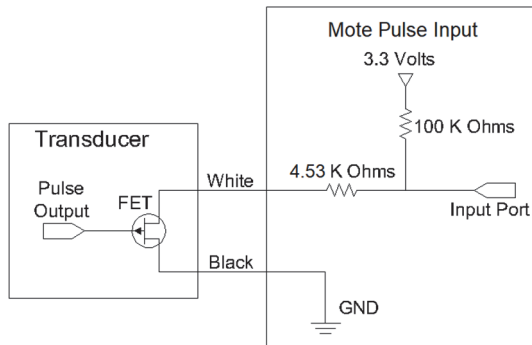 Mote Pulse Input
3.3 Volts
100 K Ohms
Transducer
4.53 K Ohms
White
Pulse
Output
FET
Input Port
Black
GND